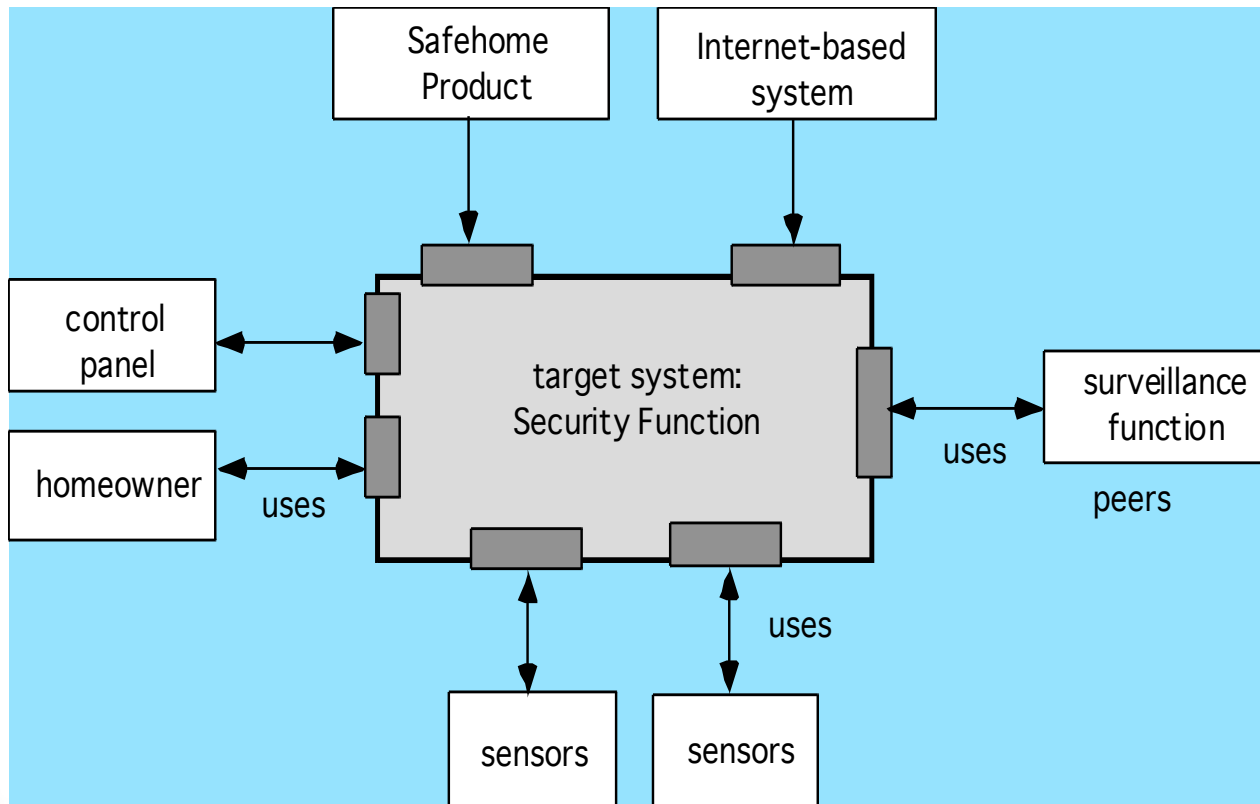 Safehome
Product
Internet-based
system
control
panel
target system:
Security Function
surveillance
function
homeowner
uses
uses
peers
uses
sensors
sensors